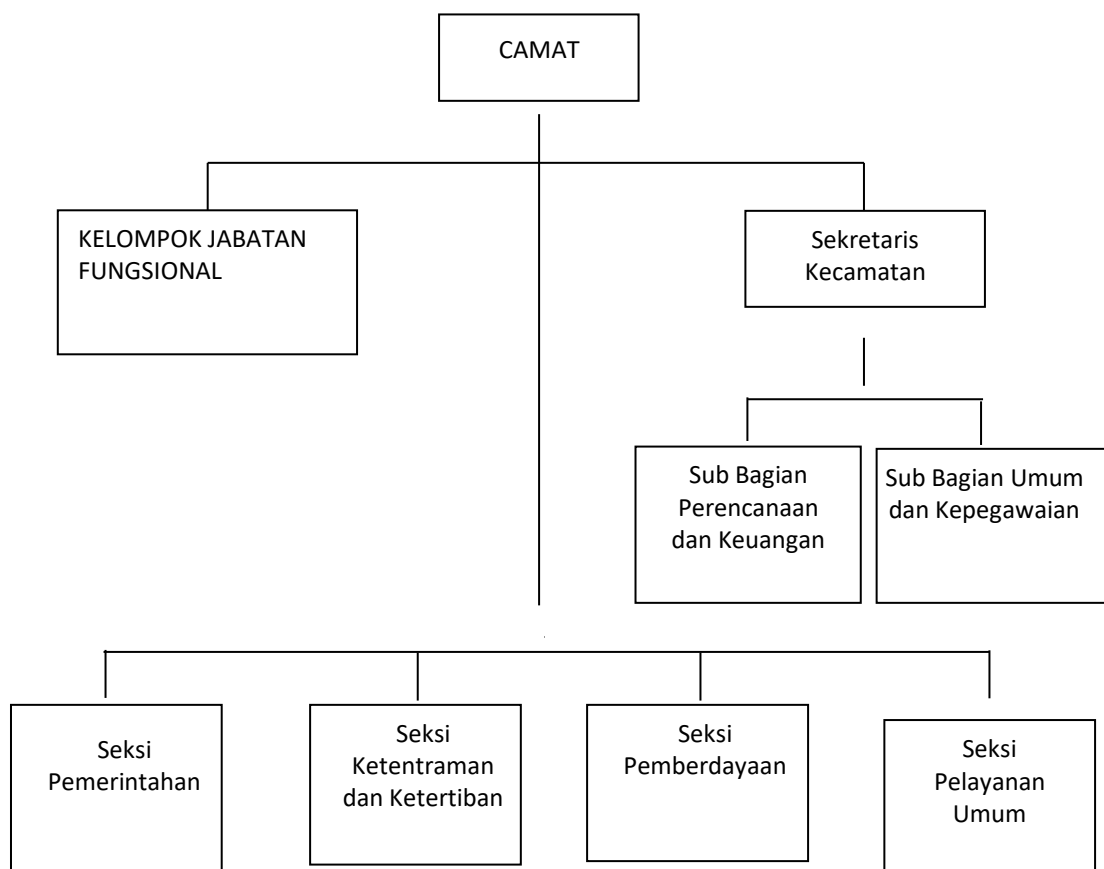 CAMAT
KELOMPOK JABATAN
FUNGSIONAL
Sekretaris
Kecamatan
Sub Bagian
Perencanaan
dan Keuangan
Sub Bagian Umum
dan Kepegawaian
Seksi
Pemerintahan
Seksi
Ketentraman
dan Ketertiban
Seksi
Pemberdayaan
Seksi
Pelayanan
Umum